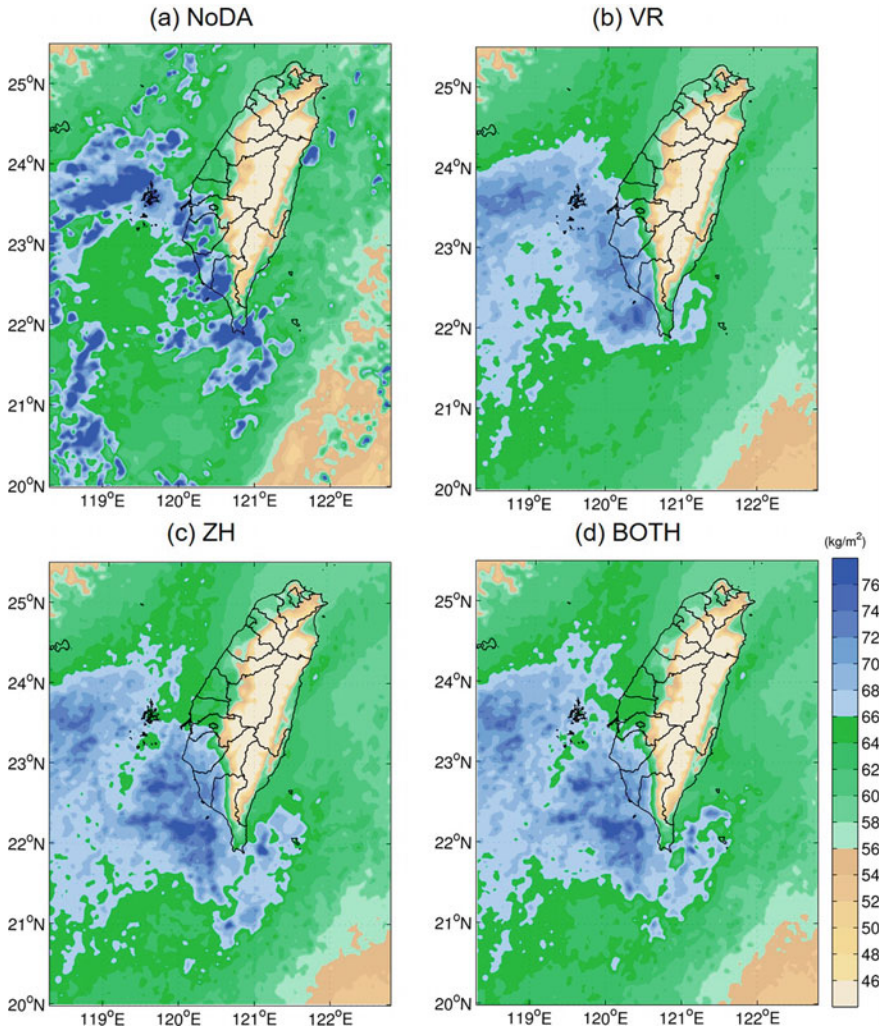 (a) NoDA
(b) VR
25°N
24°N
23°N
22°N
21°N
20°N
119°E 120°E 121°E 122°E
25°N
24°N
23°N
22°N
21°N
20°N
119°E 120°E 121°E 122°E
(c) ZH
(d) BOTH
25°N
24°N
23°N
22°N
21°N
20°N
119°E 120°E 121°E 122°E
25°N
24°N
23°N
22°N
21°N
20°N
119°E 120°E 121°E 122°E
(kg/m²)
76
74
72
70
68
66
64
62
60
58
56
54
52
50
48
46